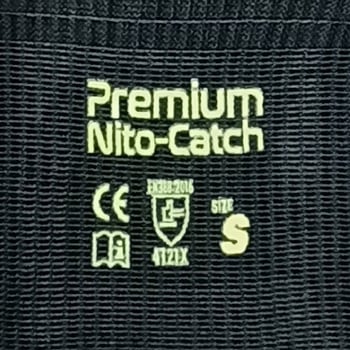 Premium
Nito-Catch
CE
EN388:2016
4121X
SIZE
S